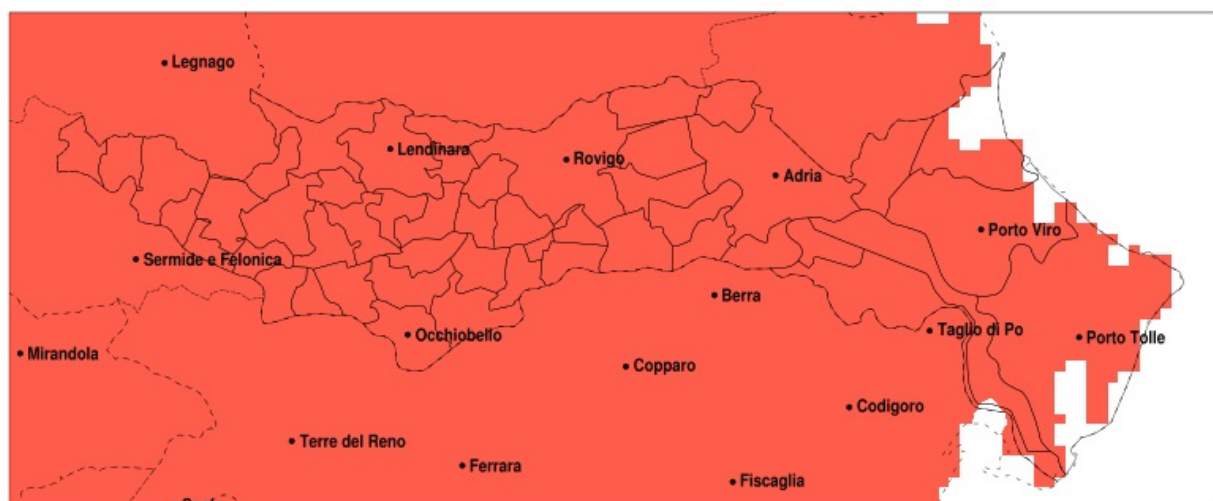 Legnago
Lendinara
Rovigo
Adria
Porto Viro
Sermide e Felonica
Berra
Occhiobello
Taglio di Po
Porto Tolle
Mirandola
Copparo
Codigoro
Terre del Reno
Ferrara
Fiscaglia